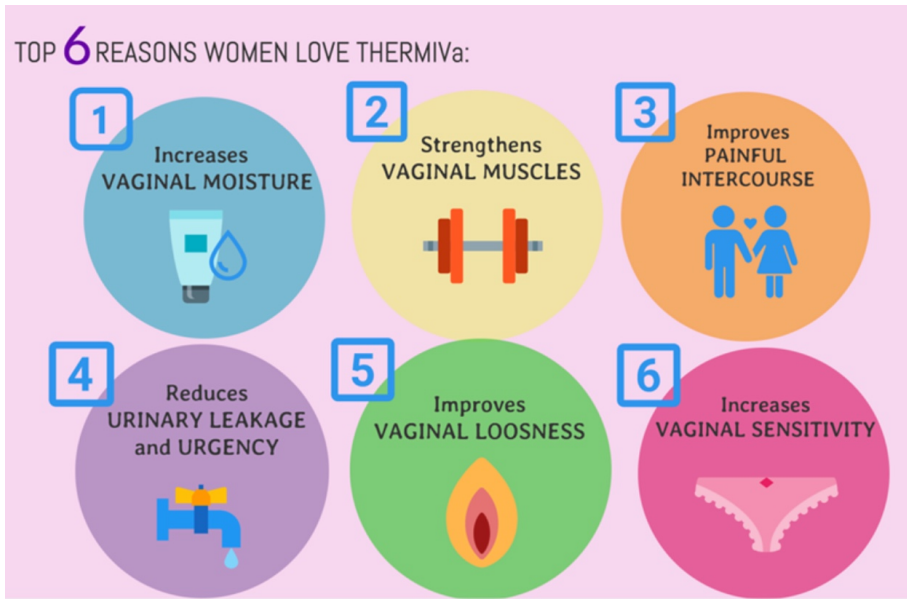 TOP 6 REASONS WOMEN LOVE THERMIVa:
1
Increases
VAGINAL MOISTURE
2
Strengthens
VAGINAL MUSCLES
3
Improves
PAINFUL
INTERCOURSE
4
Reduces
URINARY LEAKAGE
and URGENCY
5
Improves
VAGINAL LOOSNESS
6
Increases
VAGINAL SENSITIVITY